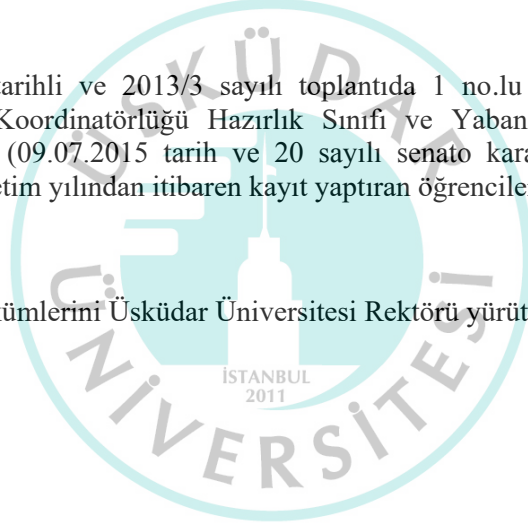 tarihli ve 2013/3 sayılı toplantıda 1 no.lu
Koordinatörlüğü Hazırlık Sınıfı ve Yaban
(09.07.2015 tarih ve 20 sayılı senato kara
etim yılından itibaren kayıt yaptıran öğrenciler
kümlerini Üsküdar Üniversitesi Rektörü yürüt
ÜSKÜDAR
ÜNİVERSİTESİ
İSTANBUL
2011